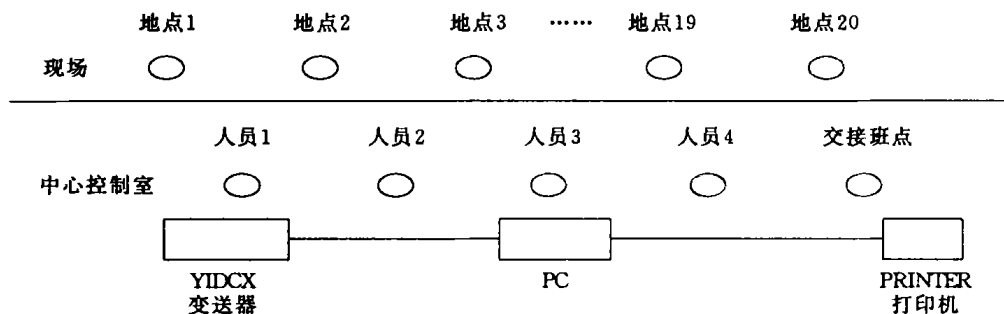 地点1 地点2 地点3 …… 地点19 地点20
现场
人员1 人员2 人员3 人员4 交接班点
中心控制室
YIDCX PC PRINTER
变送器 打印机